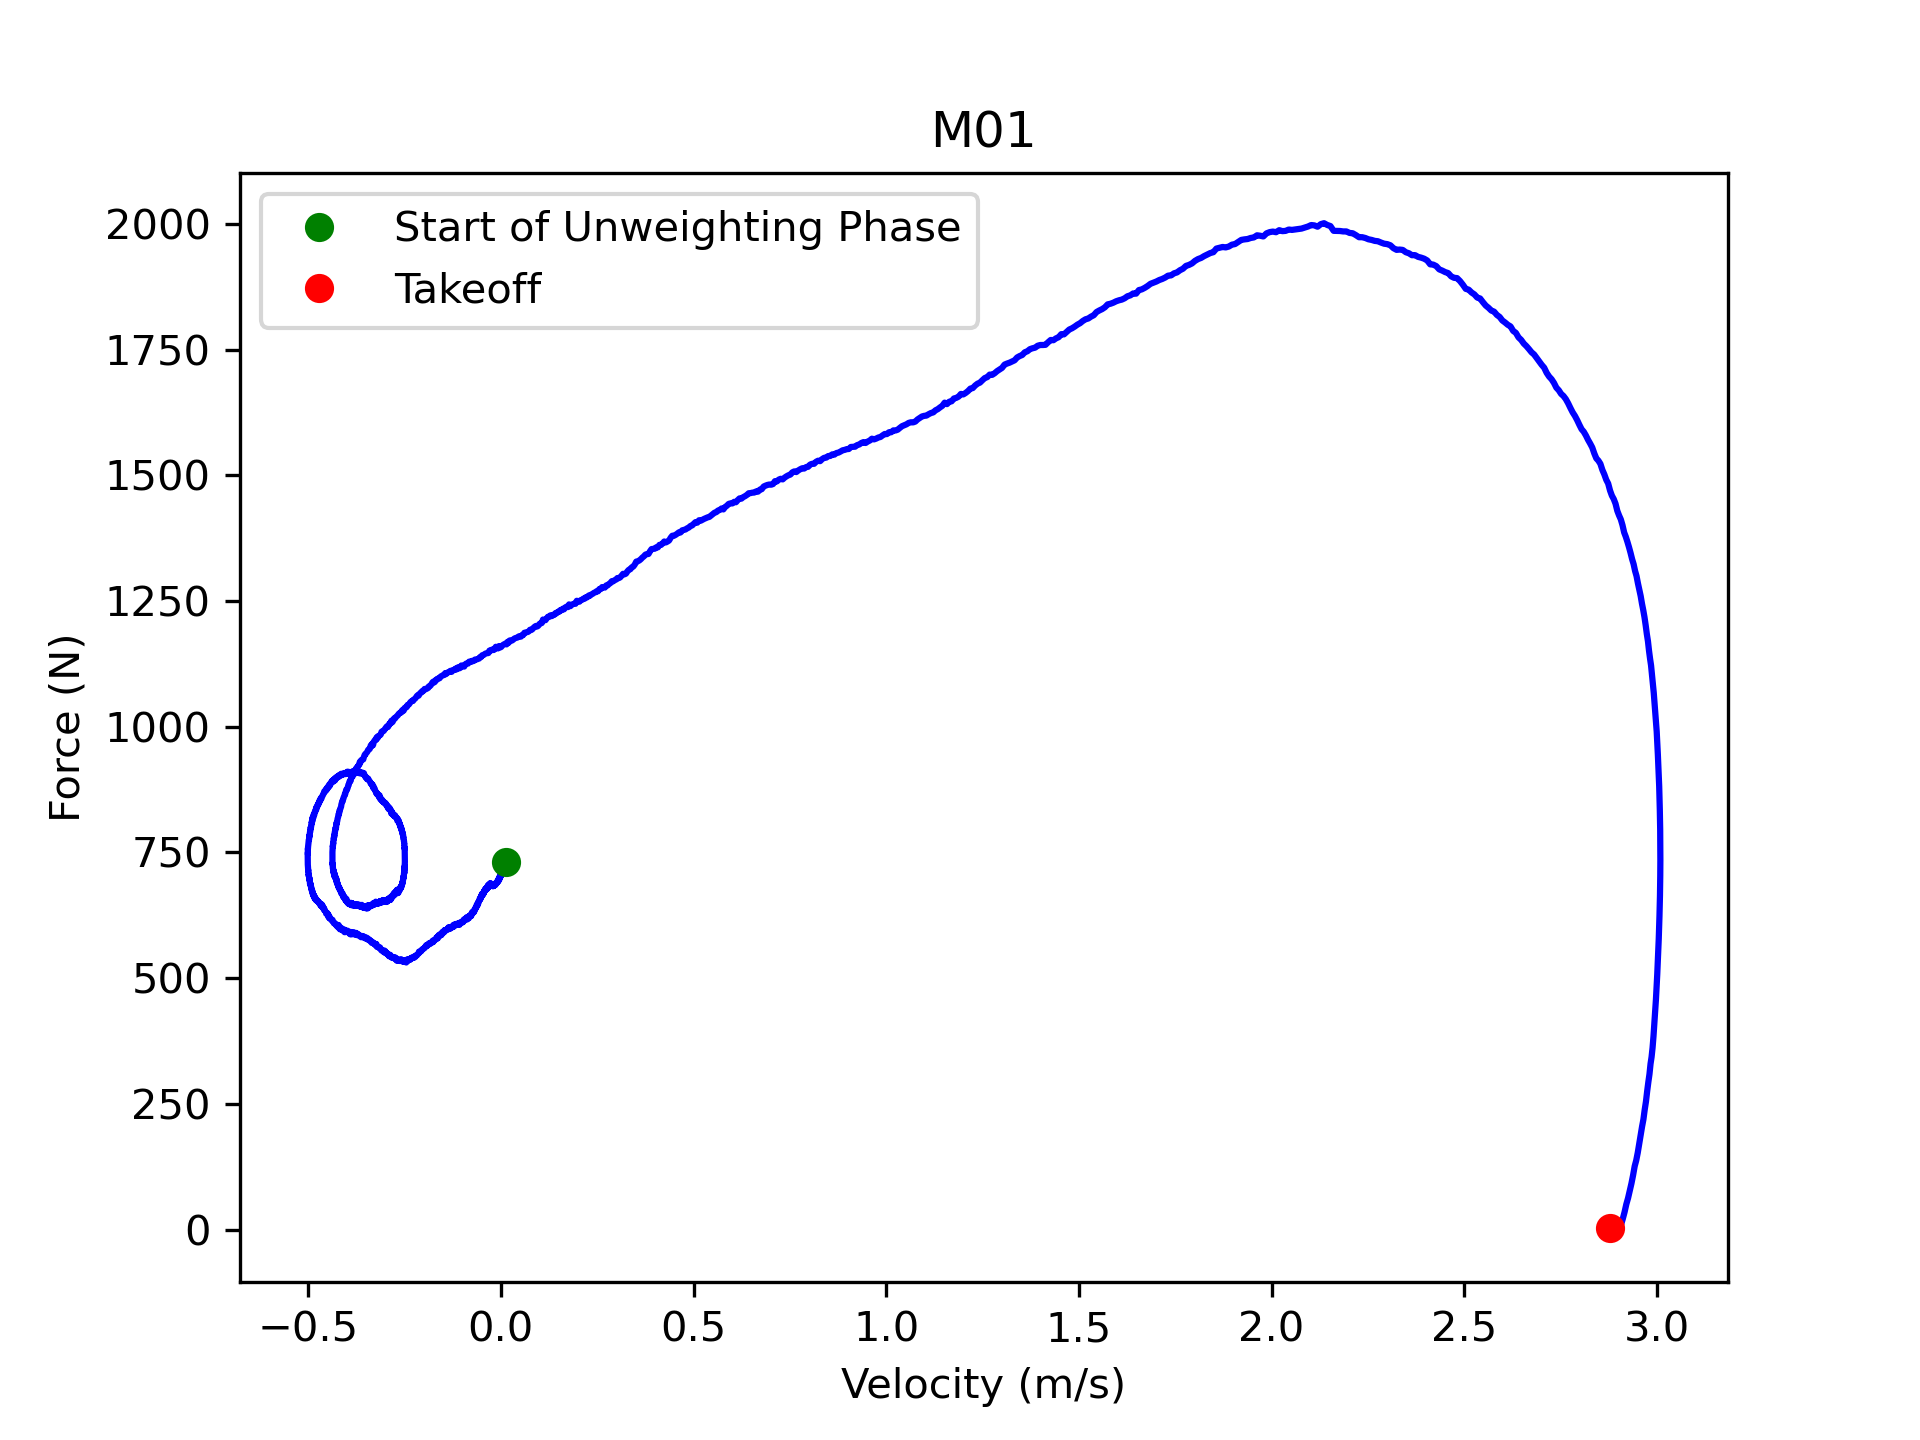 M01
Start of Unweighting Phase
Takeoff
2000
1750
1500
1250
1000
750
500
250
0
Force (N)
−0.5 0.0 0.5 1.0 1.5 2.0 2.5 3.0
Velocity (m/s)